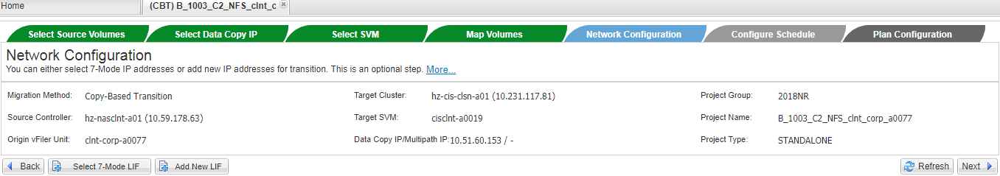 Home (CBT) B_1003_C2_NFS_clnt_c
Select Source Volumes Select Data Copy IP Select SVM Map Volumes Network Configuration Configure Schedule Plan Configuration
Network Configuration
You can either select 7-Mode IP addresses or add new IP addresses for transition. This is an optional step. More...
Migration Method: Copy-Based Transition Target Cluster: hz-cis-clsn-a01 (10.231.117.81) Project Group: 2018NR
Source Controller: hz-nasclnt-a01 (10.59.178.63) Target SVM: cisclnt-a0019 Project Name: B_1003_C2_NFS_clnt_corp_a0077
Origin vFiler Unit: clnt-corp-a0077 Data Copy IP/Multipath IP: 10.51.60.153 / - Project Type: STANDALONE
Back Select 7-Mode LIF Add New LIF Refresh Next